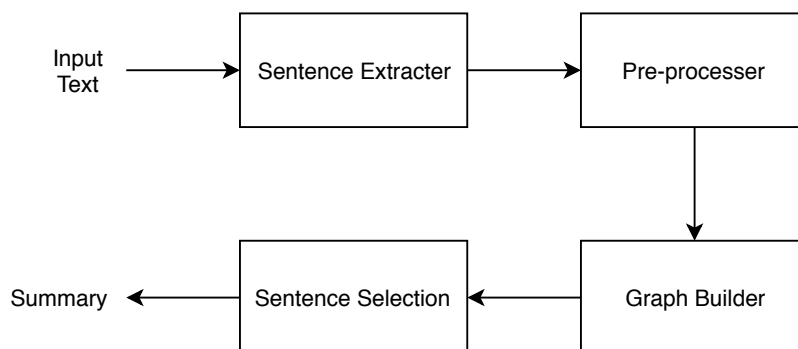 Input
Text
Sentence Extracter
Pre-processer
Summary
Sentence Selection
Graph Builder